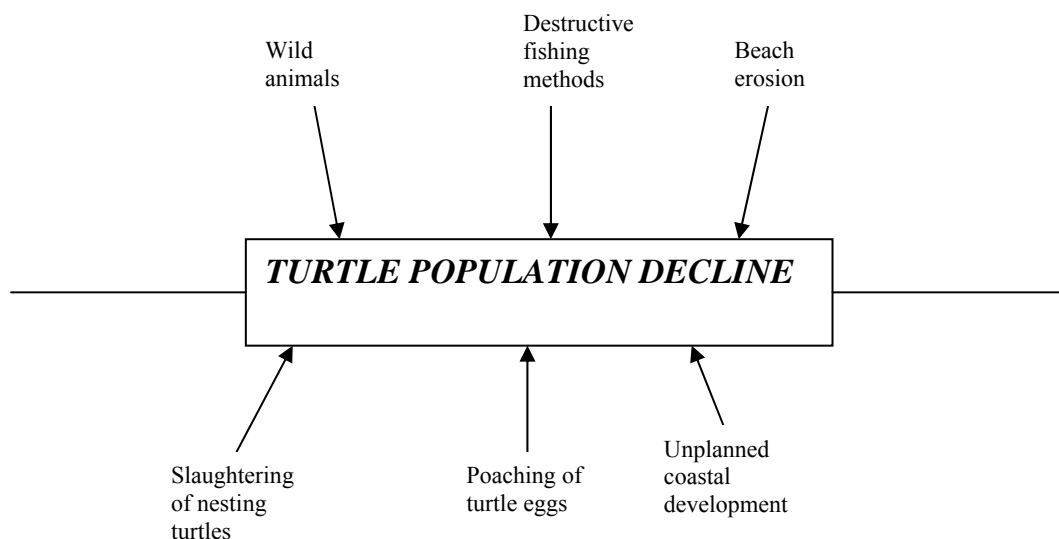 Wild
animals
Destructive
fishing
methods
Beach
erosion
TURTLE POPULATION DECLINE
Slaughtering
of nesting
turtles
Poaching of
turtle eggs
Unplanned
coastal
development